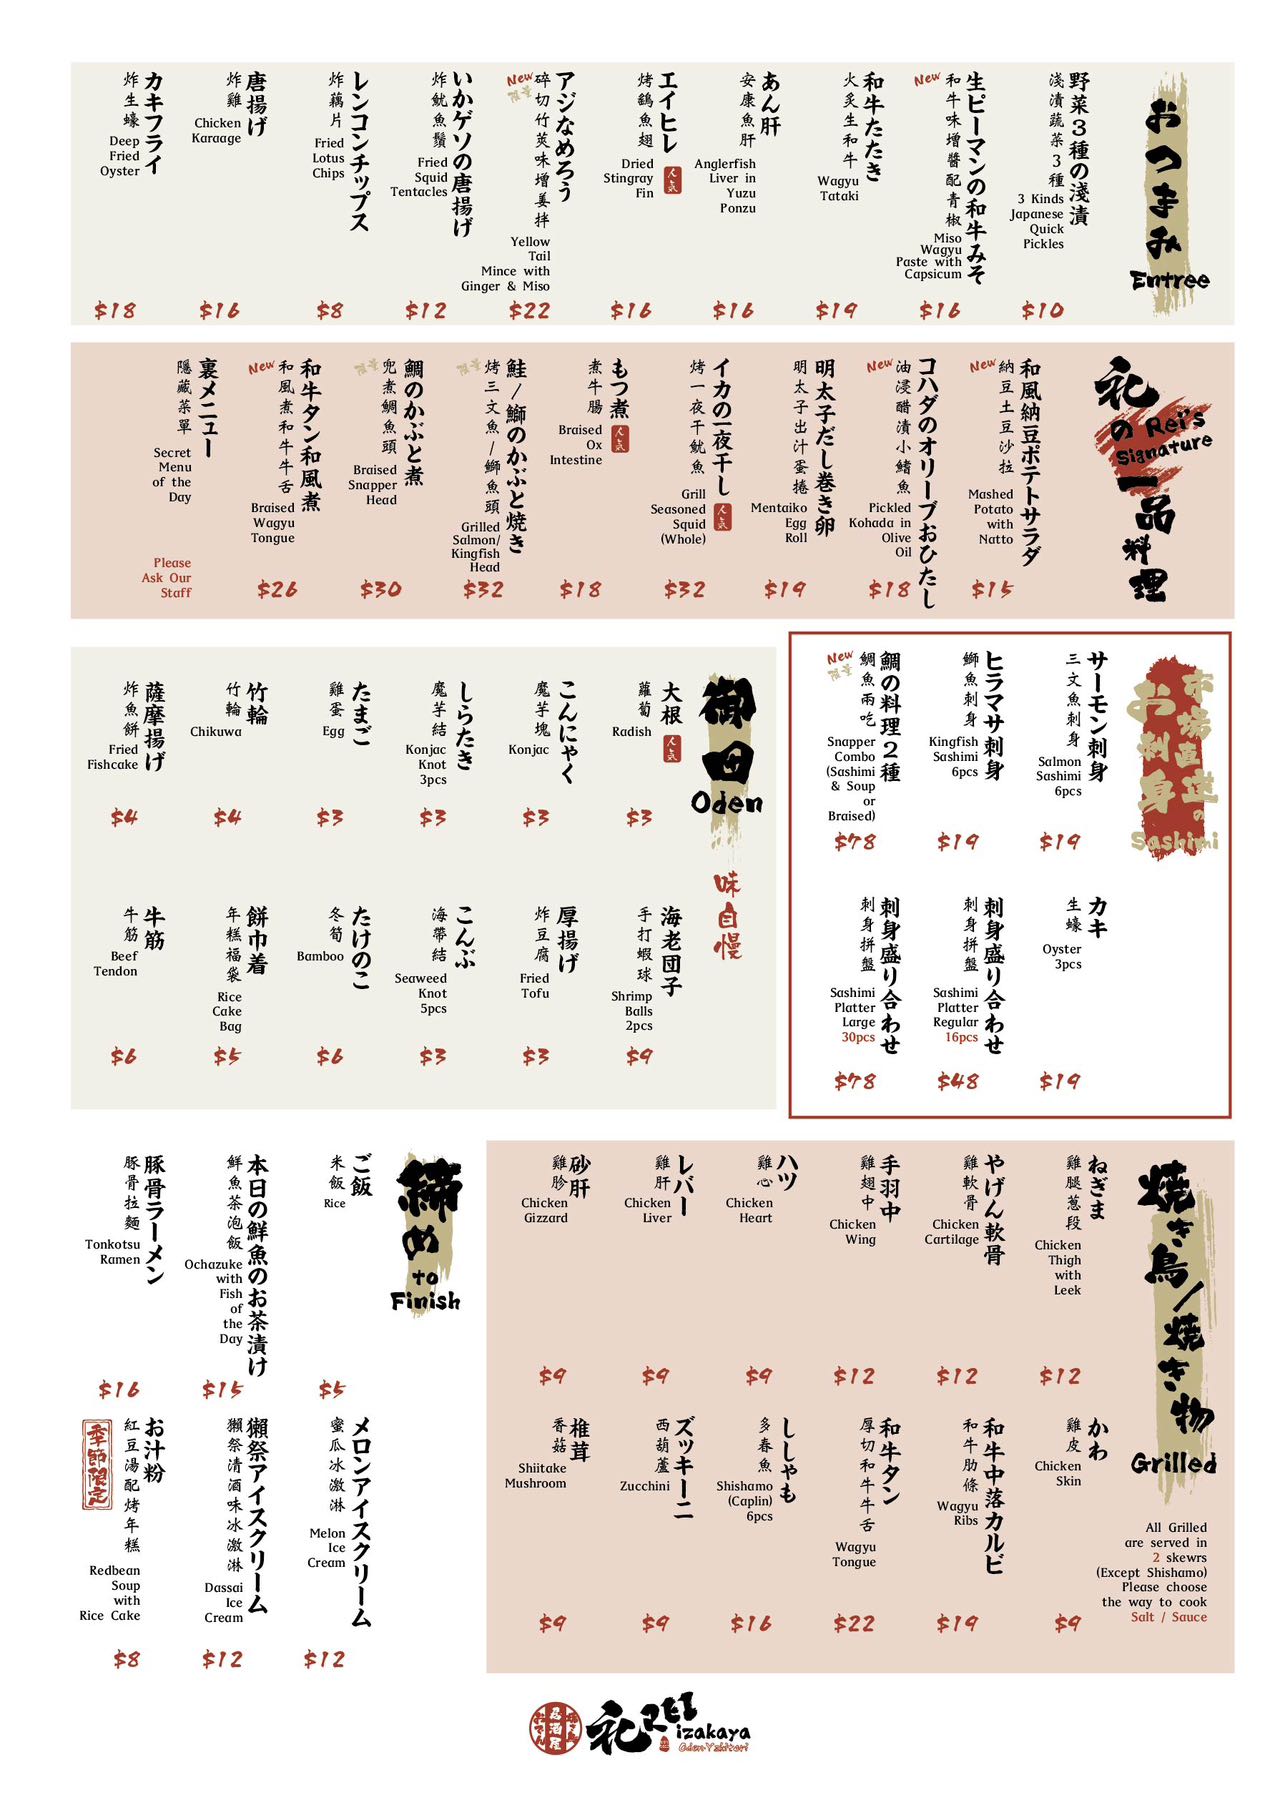 おつまみ
Entree
野菜3種の淺漬
淺漬蔬菜3種
3 Kinds
Japanese
Quick
Pickles
$10
生ピーマンの和牛みそ
New
和牛味增醬配青椒
Miso
Wagyu
Paste with
Capsicum
$16
和牛たたき
火炙生和牛
Wagyu
Tataki
$19
あん肝
安康魚肝
Anglerfish
Liver in
Yuzu
Ponzu
$16
エイヒレ
人気
烤鷂魚翅
Dried
Stingray
Fin
$16
アジなめろう
New
限量
碎切竹莢味增姜拌
Yellow
Tail
Mince with
Ginger & Miso
$22
いかゲソの唐揚げ
炸魷魚鬚
Fried
Squid
Tentacles
$12
レンコンチップス
炸藕片
Fried
Lotus
Chips
$8
唐揚げ
炸雞
Chicken
Karaage
$16
カキフライ
炸生蠔
Deep
Fried
Oyster
$18
礼の一品料理
Rei's
Signature
和風納豆ポテトサラダ
New
納豆土豆沙拉
Mashed
Potato
with
Natto
$15
コハダのオリーブおひたし
New
油浸醋漬小鰭魚
Pickled
Kohada in
Olive
Oil
$18
明太子だし巻き卵
明太子出汁蛋捲
Mentaiko
Egg
Roll
$19
イカの一夜干し
人気
烤一夜干魷魚
Grill
Seasoned
Squid
(Whole)
$32
もつ煮
人気
煮牛腸
Braised
Ox
Intestine
$18
鮭/鰤のかぶと焼き
限量
烤三文魚/鰤魚頭
Grilled
Salmon/
Kingfish
Head
$32
鯛のかぶと煮
限量
兜煮鯛魚頭
Braised
Snapper
Head
$30
和牛タン和風煮
New
和風煮和牛牛舌
Braised
Wagyu
Tongue
$26
裏メニュー
隱藏菜單
Secret
Menu
of the
Day
Please
Ask Our
Staff
御田
Oden
味自慢
大根
人気
蘿蔔
Radish
$3
こんにゃく
魔芋塊
Konjac
$3
しらたき
魔芋結
Konjac
Knot
3pcs
$3
たまご
雞蛋
Egg
$3
竹輪
竹輪
Chikuwa
$4
薩摩揚げ
炸魚餅
Fried
Fishcake
$4
海老団子
手打蝦球
Shrimp
Balls
2pcs
$9
厚揚げ
炸豆腐
Fried
Tofu
$3
こんぶ
海帶結
Seaweed
Knot
5pcs
$3
たけのこ
冬筍
Bamboo
$6
餅巾着
年糕福袋
Rice
Cake
Bag
$5
牛筋
牛筋
Beef
Tendon
$6
市場直送の
お刺身
Sashimi
サーモン刺身
三文魚刺身
Salmon
Sashimi
6pcs
$19
ヒラマサ刺身
鰤魚刺身
Kingfish
Sashimi
6pcs
$19
鯛の料理2種
New
限量
鯛魚兩吃
Snapper
Combo
(Sashimi
& Soup
or
Braised)
$78
カキ
生蠔
Oyster
3pcs
$19
刺身盛り合わせ
刺身拼盤
Sashimi
Platter
Regular
16pcs
$48
刺身盛り合わせ
刺身拼盤
Sashimi
Platter
Large
30pcs
$78
焼き鳥/焼き物
Grilled
All Grilled
are served in
2 skewrs
(Except Shishamo)
Please choose
the way to cook
Salt / Sauce
ねぎま
雞腿葱段
Chicken
Thigh
with
Leek
$12
やげん軟骨
雞軟骨
Chicken
Cartilage
$12
手羽中
雞翅中
Chicken
Wing
$12
ハツ
雞心
Chicken
Heart
$9
レバー
雞肝
Chicken
Liver
$9
砂肝
雞胗
Chicken
Gizzard
$9
かわ
雞皮
Chicken
Skin
$9
和牛中落カルビ
和牛肋條
Wagyu
Ribs
$19
和牛タン
厚切和牛牛舌
Wagyu
Tongue
$22
ししゃも
多春魚
Shishamo
(Caplin)
6pcs
$16
ズッキーニ
西葫蘆
Zucchini
$9
椎茸
香菇
Shiitake
Mushroom
$9
締め
to
Finish
ご飯
米飯
Rice
$5
本日の鮮魚のお茶漬け
鮮魚茶泡飯
Ochazuke
with
Fish
of
the
Day
$15
豚骨ラーメン
豚骨拉麵
Tonkotsu
Ramen
$16
メロンアイスクリーム
蜜瓜冰激淋
Melon
Ice
Cream
$12
獺祭アイスクリーム
獺祭清酒味冰激淋
Dassai
Ice
Cream
$12
お汁粉
紅豆湯配烤年糕
季節限定
Redbean
Soup
with
Rice Cake
$8
居酒屋
おでん
礼 REI
izakaya
Oden·Yakitori